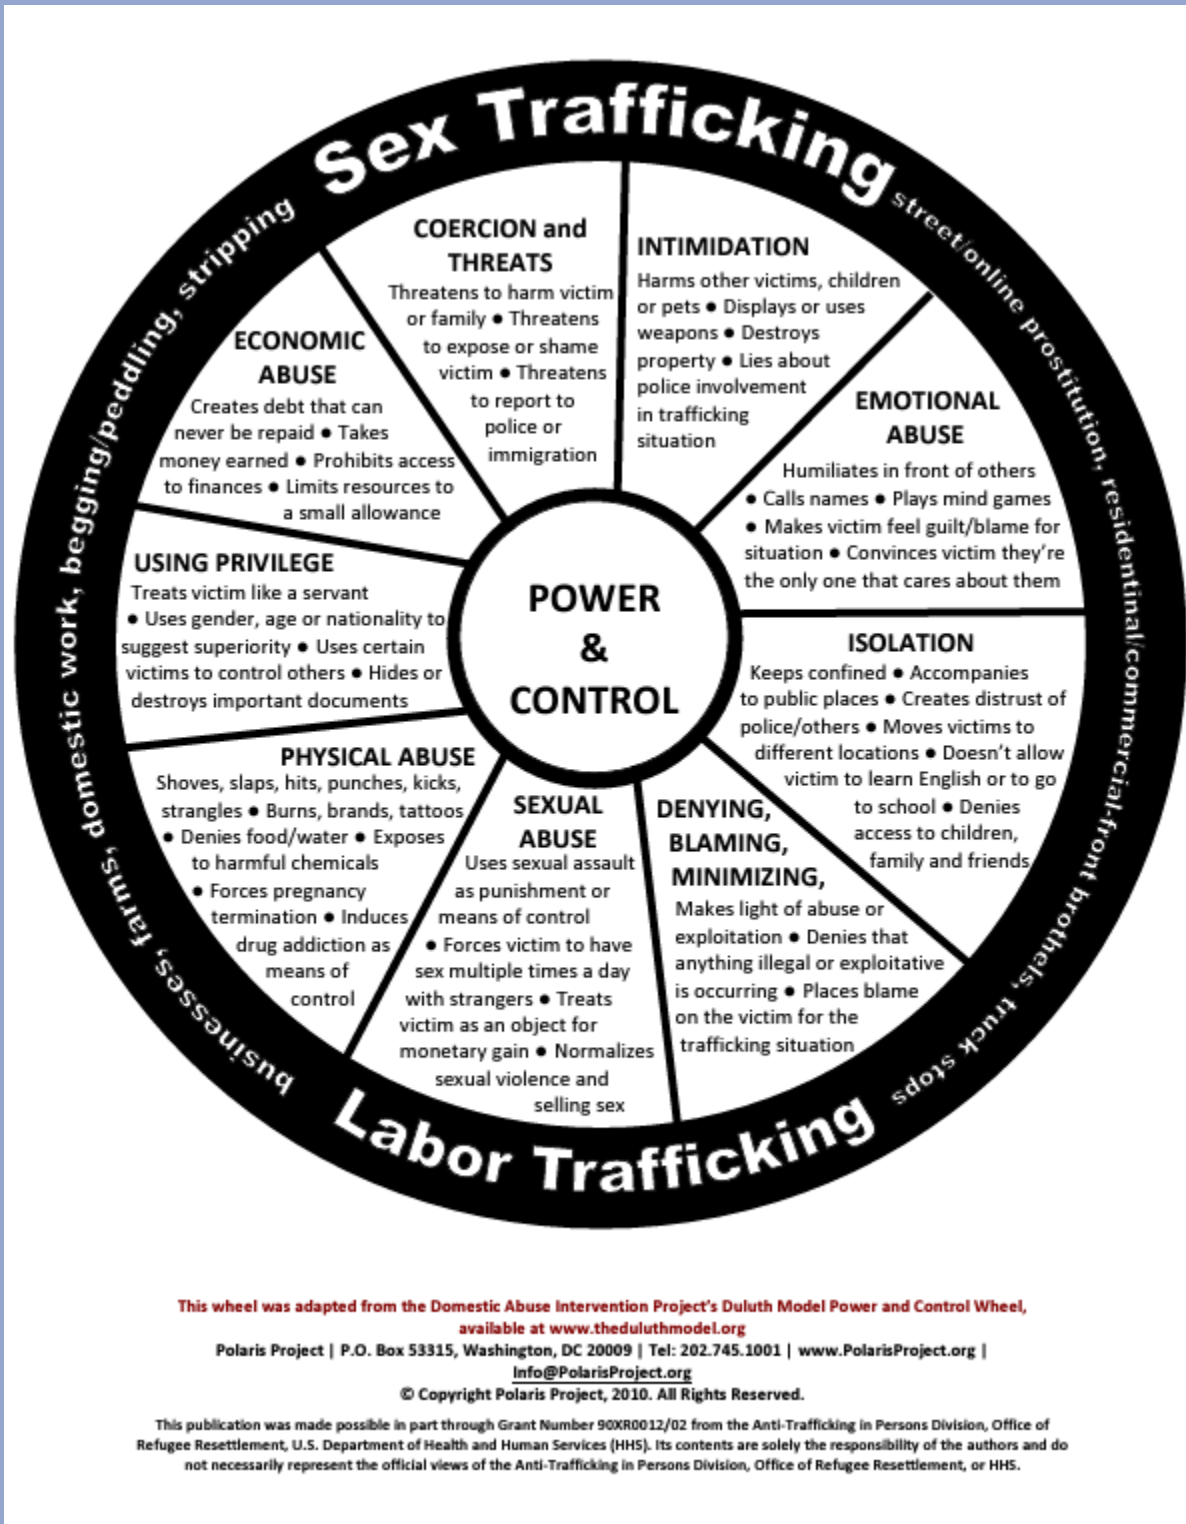 Sex Trafficking
street/online prostitution, residentinal/commercial-front brothels, truck stops
Labor Trafficking
businesses, farms, domestic work, begging/peddling, stripping
POWER
&
CONTROL
COERCION and
THREATS
Threatens to harm victim
or family ● Threatens
to expose or shame
victim ● Threatens
to report to
police or
immigration
INTIMIDATION
Harms other victims, children
or pets ● Displays or uses
weapons ● Destroys
property ● Lies about
police involvement
in trafficking
situation
EMOTIONAL
ABUSE
Humiliates in front of others
● Calls names ● Plays mind games
● Makes victim feel guilt/blame for
situation ● Convinces victim they're
the only one that cares about them
ISOLATION
Keeps confined ● Accompanies
to public places ● Creates distrust of
police/others ● Moves victims to
different locations ● Doesn't allow
victim to learn English or to go
to school ● Denies
access to children,
family and friends
DENYING,
BLAMING,
MINIMIZING,
Makes light of abuse or
exploitation ● Denies that
anything illegal or exploitative
is occurring ● Places blame
on the victim for the
trafficking situation
SEXUAL
ABUSE
Uses sexual assault
as punishment or
means of control
● Forces victim to have
sex multiple times a day
with strangers ● Treats
victim as an object for
monetary gain ● Normalizes
sexual violence and
selling sex
PHYSICAL ABUSE
Shoves, slaps, hits, punches, kicks,
strangles ● Burns, brands, tattoos
● Denies food/water ● Exposes
to harmful chemicals
● Forces pregnancy
termination ● Induces
drug addiction as
means of
control
USING PRIVILEGE
Treats victim like a servant
● Uses gender, age or nationality to
suggest superiority ● Uses certain
victims to control others ● Hides or
destroys important documents
ECONOMIC
ABUSE
Creates debt that can
never be repaid ● Takes
money earned ● Prohibits access
to finances ● Limits resources to
a small allowance
This wheel was adapted from the Domestic Abuse Intervention Project's Duluth Model Power and Control Wheel,
available at www.theduluthmodel.org
Polaris Project | P.O. Box 53315, Washington, DC 20009 | Tel: 202.745.1001 | www.PolarisProject.org |
Info@PolarisProject.org
© Copyright Polaris Project, 2010. All Rights Reserved.
This publication was made possible in part through Grant Number 90XR0012/02 from the Anti-Trafficking in Persons Division, Office of
Refugee Resettlement, U.S. Department of Health and Human Services (HHS). Its contents are solely the responsibility of the authors and do
not necessarily represent the official views of the Anti-Trafficking in Persons Division, Office of Refugee Resettlement, or HHS.